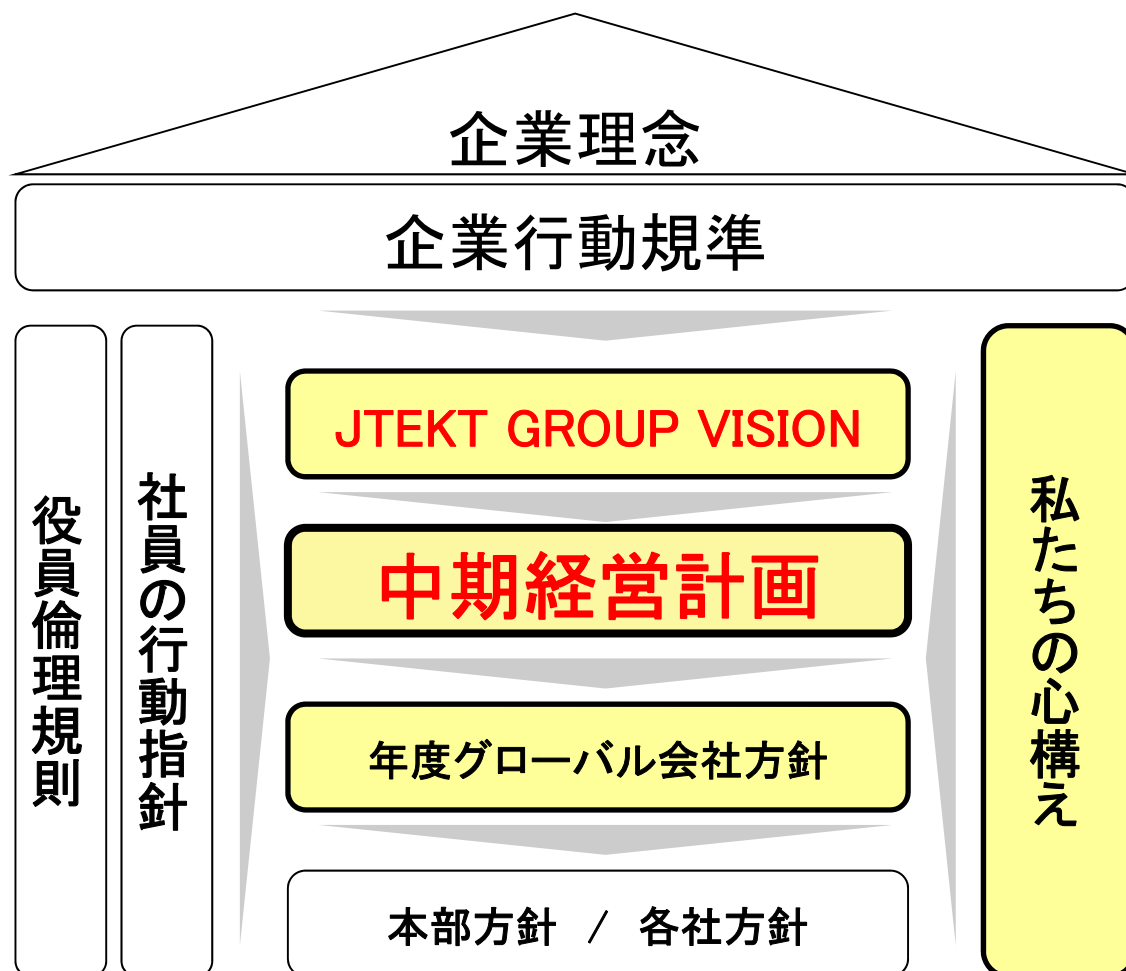 企業理念
企業行動規準
役員倫理規則
社員の行動指針
JTEKT GROUP VISION
中期経営計画
年度グローバル会社方針
本部方針 / 各社方針
私たちの心構え